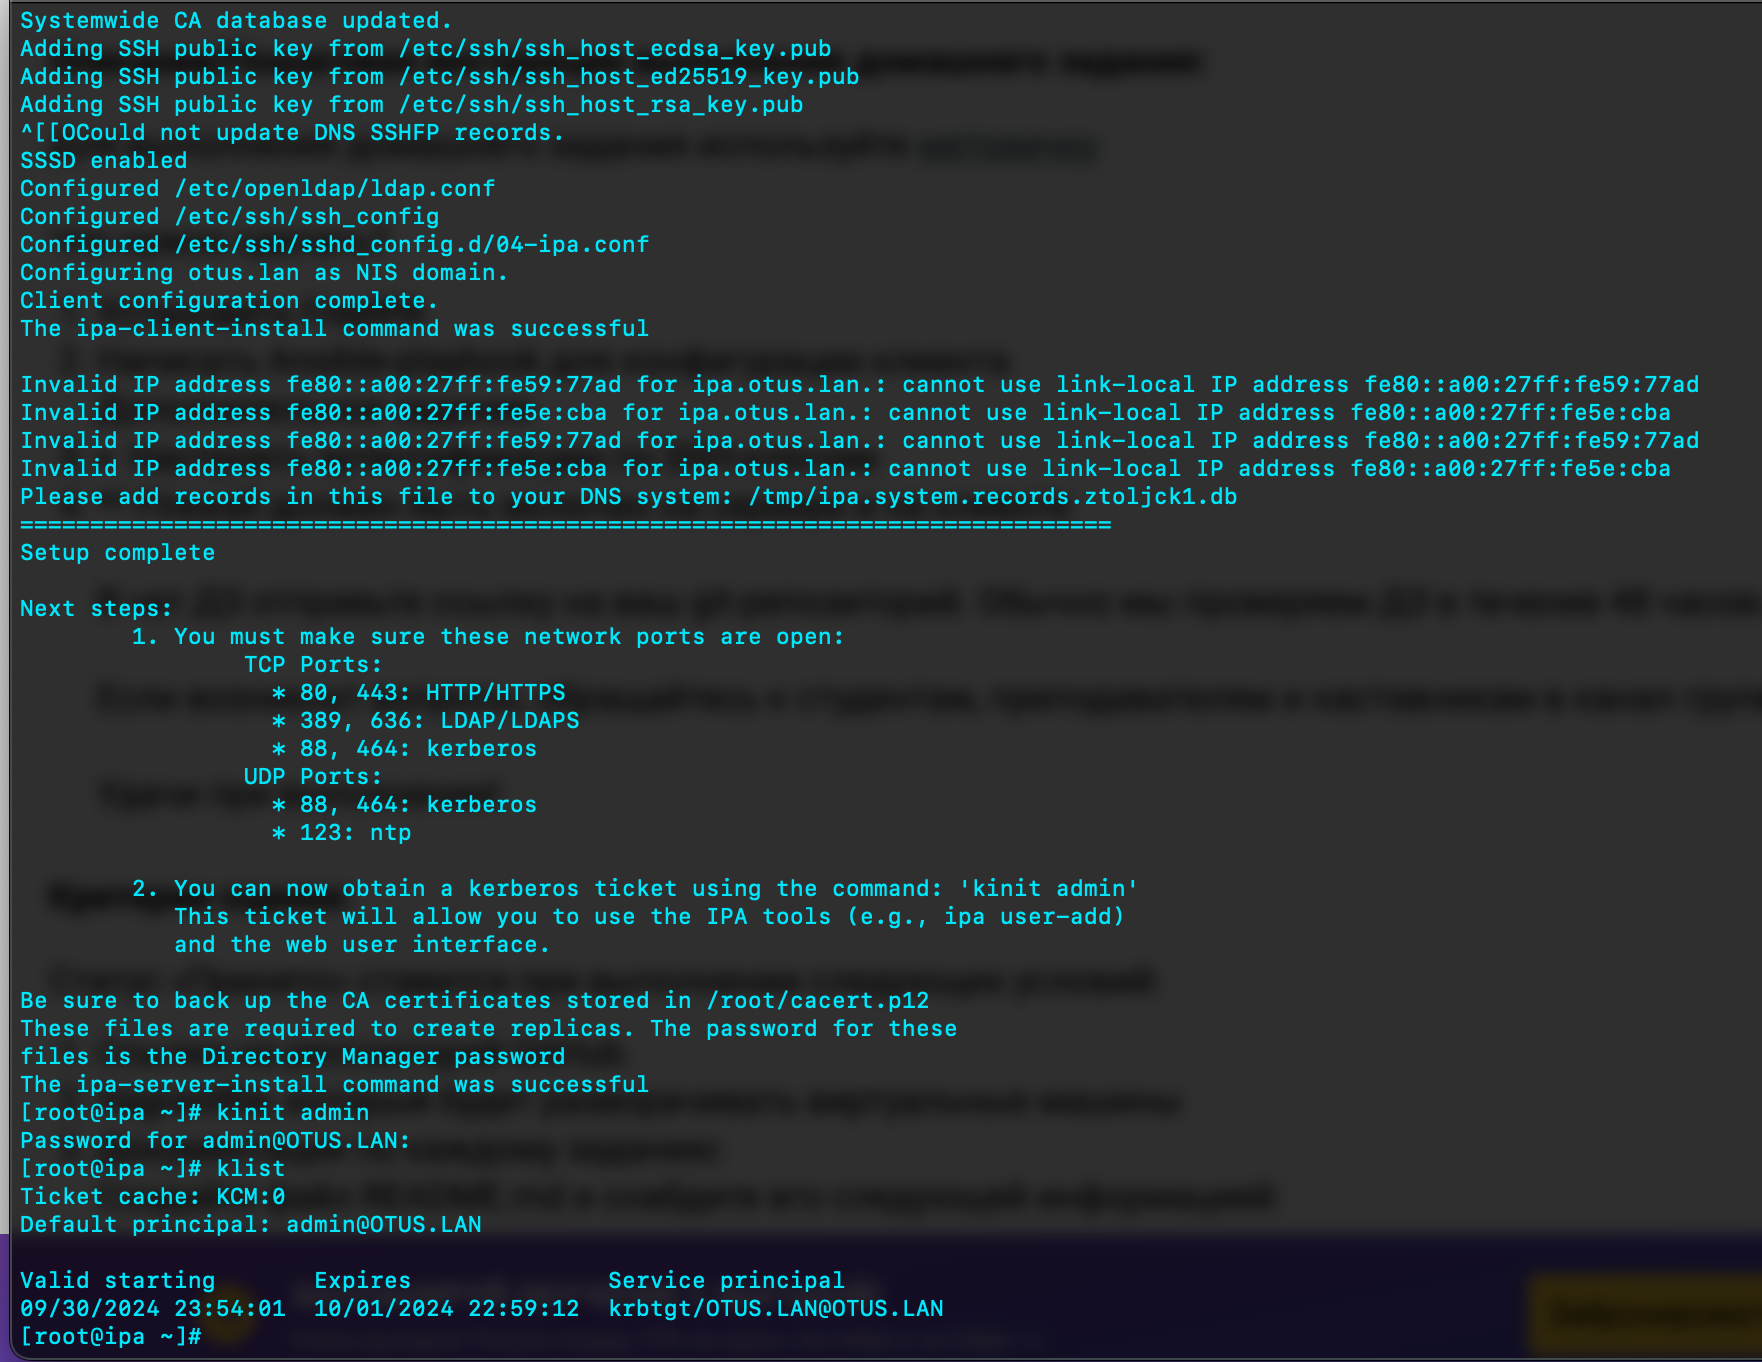 Systemwide CA database updated.
Adding SSH public key from /etc/ssh/ssh_host_ecdsa_key.pub
Adding SSH public key from /etc/ssh/ssh_host_ed25519_key.pub
Adding SSH public key from /etc/ssh/ssh_host_rsa_key.pub
^[[OCould not update DNS SSHFP records.
SSSD enabled
Configured /etc/openldap/ldap.conf
Configured /etc/ssh/ssh_config
Configured /etc/ssh/sshd_config.d/04-ipa.conf
Configuring otus.lan as NIS domain.
Client configuration complete.
The ipa-client-install command was successful

Invalid IP address fe80::a00:27ff:fe59:77ad for ipa.otus.lan.: cannot use link-local IP address fe80::a00:27ff:fe59:77ad
Invalid IP address fe80::a00:27ff:fe5e:cba for ipa.otus.lan.: cannot use link-local IP address fe80::a00:27ff:fe5e:cba
Invalid IP address fe80::a00:27ff:fe59:77ad for ipa.otus.lan.: cannot use link-local IP address fe80::a00:27ff:fe59:77ad
Invalid IP address fe80::a00:27ff:fe5e:cba for ipa.otus.lan.: cannot use link-local IP address fe80::a00:27ff:fe5e:cba
Please add records in this file to your DNS system: /tmp/ipa.system.records.ztoljck1.db
==============================================================================
Setup complete

Next steps:
        1. You must make sure these network ports are open:
                TCP Ports:
                  * 80, 443: HTTP/HTTPS
                  * 389, 636: LDAP/LDAPS
                  * 88, 464: kerberos
                UDP Ports:
                  * 88, 464: kerberos
                  * 123: ntp

        2. You can now obtain a kerberos ticket using the command: 'kinit admin'
           This ticket will allow you to use the IPA tools (e.g., ipa user-add)
           and the web user interface.

Be sure to back up the CA certificates stored in /root/cacert.p12
These files are required to create replicas. The password for these
files is the Directory Manager password
The ipa-server-install command was successful
[root@ipa ~]# kinit admin
Password for admin@OTUS.LAN:
[root@ipa ~]# klist
Ticket cache: KCM:0
Default principal: admin@OTUS.LAN

Valid starting       Expires              Service principal
09/30/2024 23:54:01  10/01/2024 22:59:12  krbtgt/OTUS.LAN@OTUS.LAN
[root@ipa ~]#